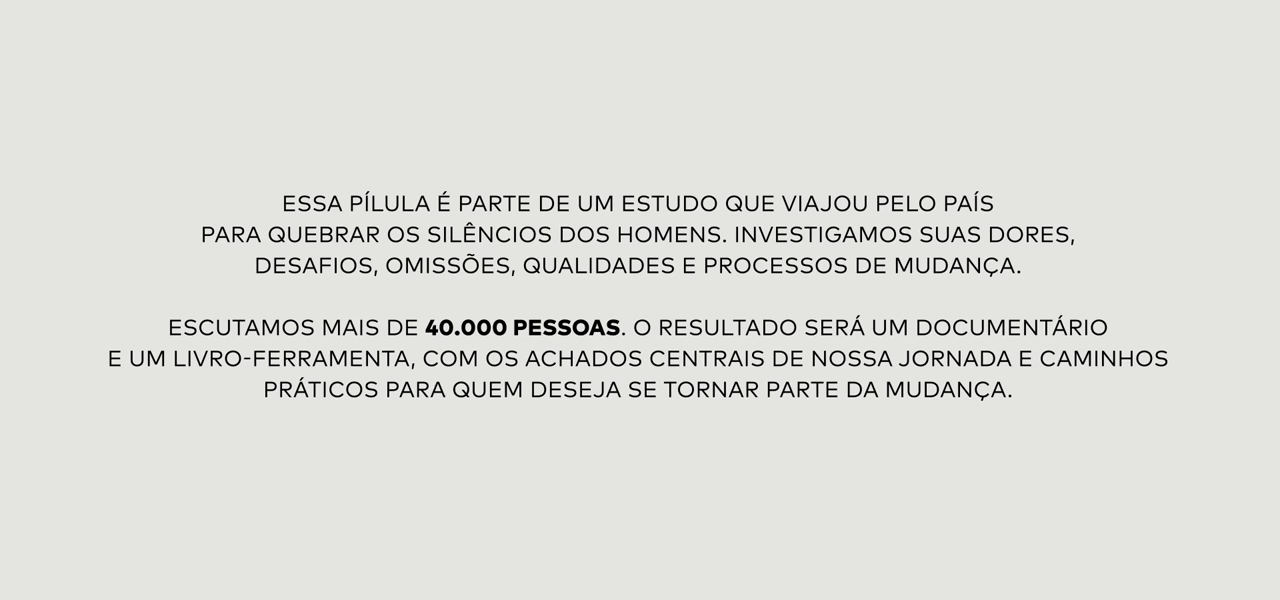 ESSA PÍLULA É PARTE DE UM ESTUDO QUE VIAJOU PELO PAÍS
PARA QUEBRAR OS SILÊNCIOS DOS HOMENS. INVESTIGAMOS SUAS DORES,
DESAFIOS, OMISSÕES, QUALIDADES E PROCESSOS DE MUDANÇA.
ESCUTAMOS MAIS DE 40.000 PESSOAS. O RESULTADO SERÁ UM DOCUMENTÁRIO
E UM LIVRO-FERRAMENTA, COM OS ACHADOS CENTRAIS DE NOSSA JORNADA E CAMINHOS
PRÁTICOS PARA QUEM DESEJA SE TORNAR PARTE DA MUDANÇA.